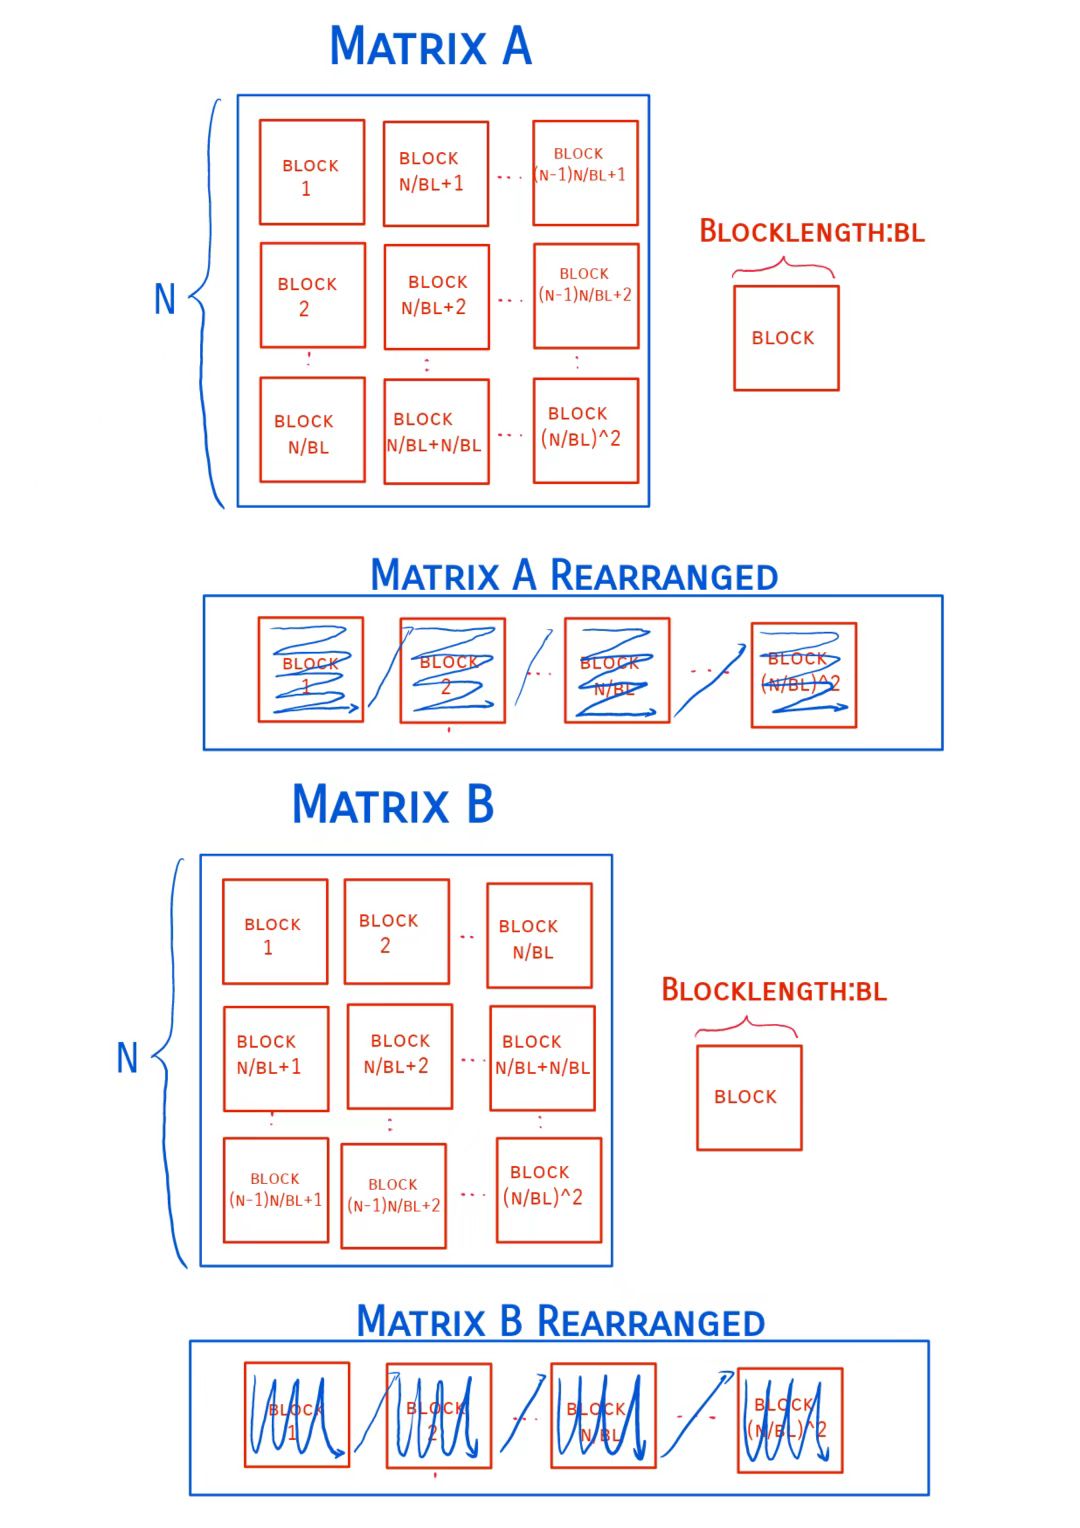 MATRIX A
BLOCK
1
BLOCK
N/BL+1
BLOCK
(N-1)N/BL+1
BLOCKLENGTH:BL
N
BLOCK
2
BLOCK
N/BL+2
BLOCK
(N-1)N/BL+2
BLOCK
BLOCK
N/BL
BLOCK
N/BL+N/BL
BLOCK
(N/BL)^2
MATRIX A REARRANGED
BLOCK
1
BLOCK
2
BLOCK
N/BL
BLOCK
(N/BL)^2
MATRIX B
BLOCK
1
BLOCK
2
BLOCK
N/BL
BLOCKLENGTH:BL
N
BLOCK
N/BL+1
BLOCK
N/BL+2
BLOCK
N/BL+N/BL
BLOCK
BLOCK
(N-1)N/BL+1
BLOCK
(N-1)N/BL+2
BLOCK
(N/BL)^2
MATRIX B REARRANGED
BLOCK
1
BLOCK
2
BLOCK
N/BL
BLOCK
(N/BL)^2